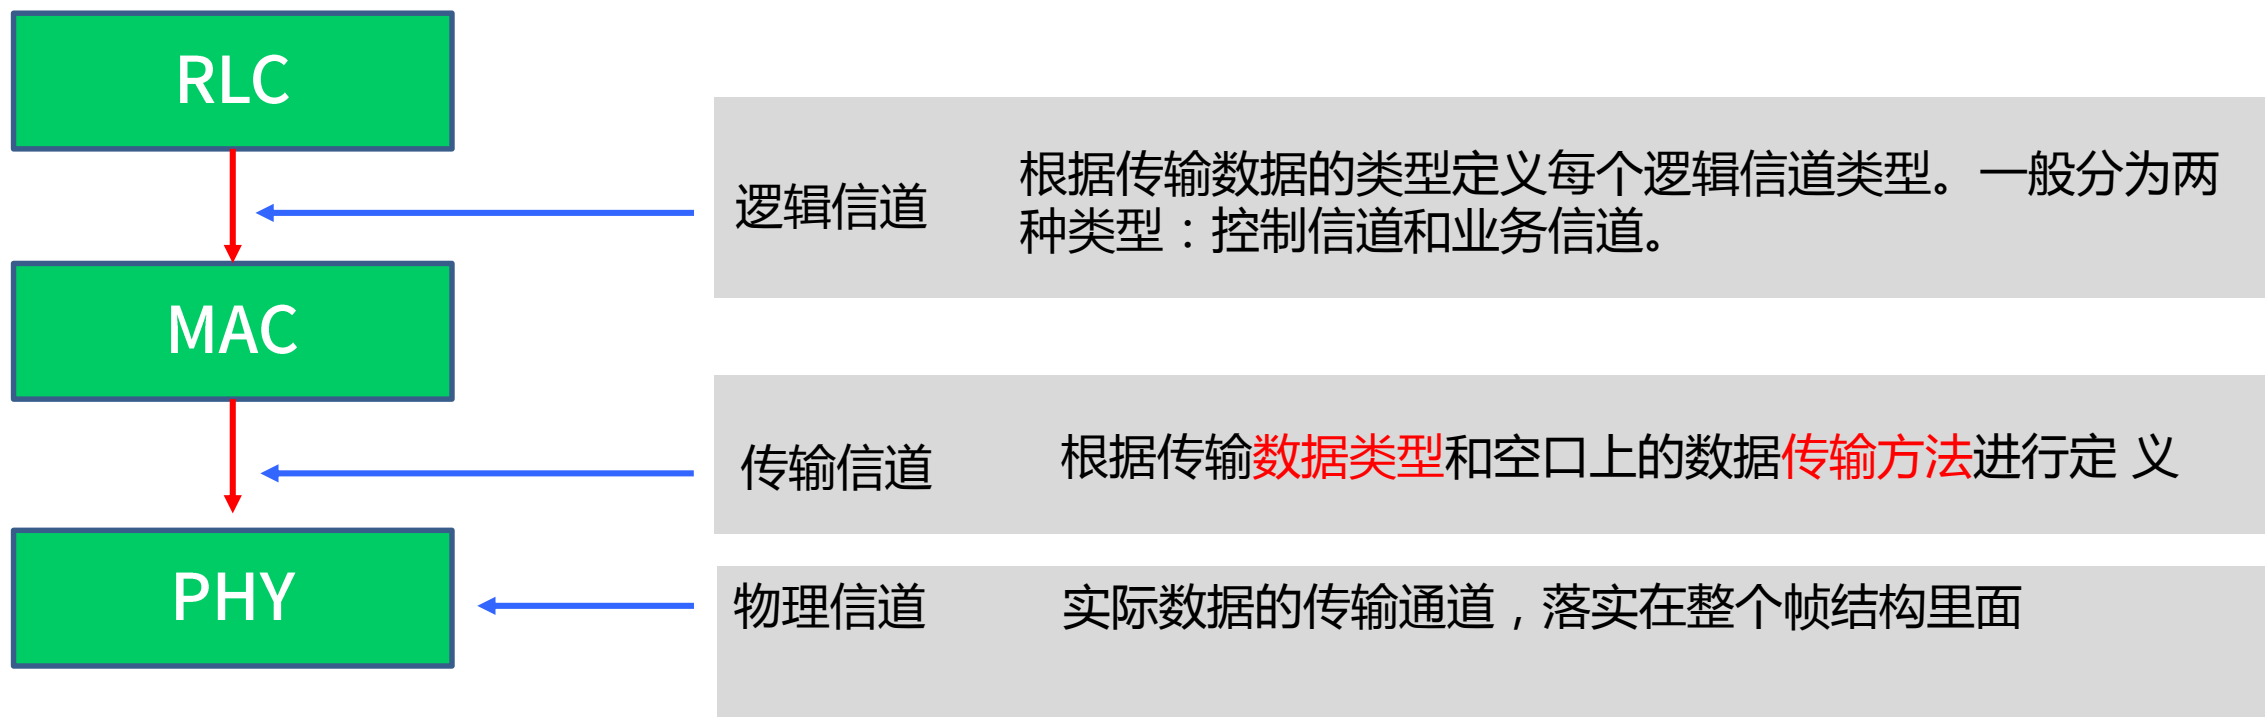 RLC
逻辑信道
根据传输数据的类型定义每个逻辑信道类型。一般分为两
种类型：控制信道和业务信道。
MAC
传输信道
根据传输数据类型和空口上的数据传输方法进行定 义
PHY
物理信道
实际数据的传输通道，落实在整个帧结构里面